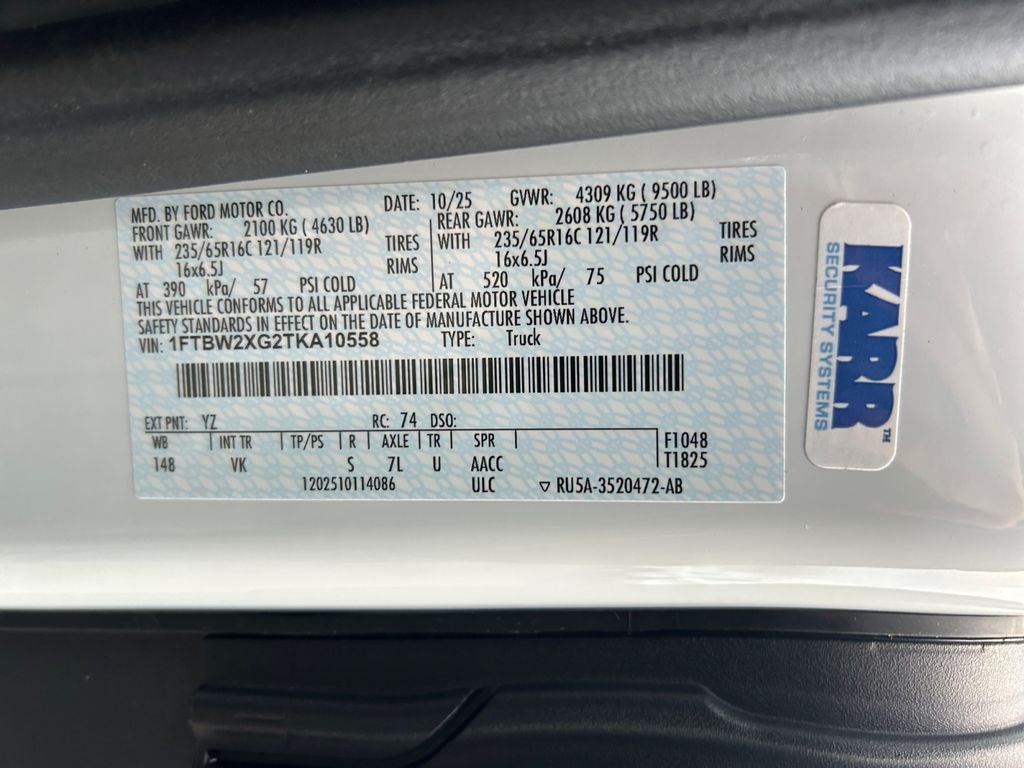 MFD. BY FORD MOTOR CO. DATE: 10/25 GVWR: 4309 KG ( 9500 LB)
FRONT GAWR: 2100 KG ( 4630 LB) REAR GAWR: 2608 KG ( 5750 LB)
WITH 235/65R16C 121/119R TIRES WITH 235/65R16C 121/119R TIRES
16x6.5J RIMS 16x6.5J RIMS
AT 390 kPa/ 57 PSI COLD AT 520 kPa/ 75 PSI COLD
THIS VEHICLE CONFORMS TO ALL APPLICABLE FEDERAL MOTOR VEHICLE
SAFETY STANDARDS IN EFFECT ON THE DATE OF MANUFACTURE SHOWN ABOVE.
VIN: 1FTBW2XG2TKA10558 TYPE: Truck
EXT PNT: YZ RC: 74 DSO:
WB INT TR TP/PS R AXLE TR SPR F1048
148 VK S 7L U AACC T1825
1202510114086 ULC ▽ RU5A-3520472-AB
KARR™
SECURITY SYSTEMS